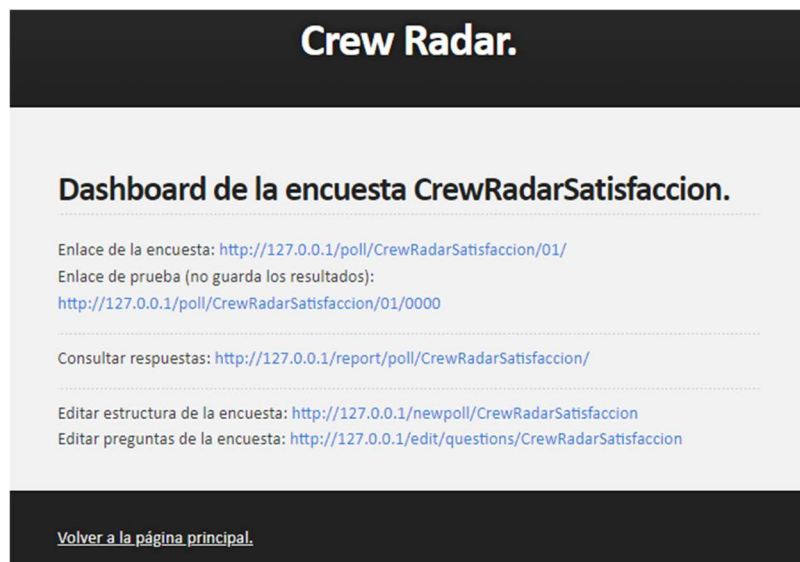 Crew Radar.
Dashboard de la encuesta CrewRadarSatisfaccion.
Enlace de la encuesta: http://127.0.0.1/poll/CrewRadarSatisfaccion/01/
Enlace de prueba (no guarda los resultados):
http://127.0.0.1/poll/CrewRadarSatisfaccion/01/0000
Consultar respuestas: http://127.0.0.1/report/poll/CrewRadarSatisfaccion/
Editar estructura de la encuesta: http://127.0.0.1/newpoll/CrewRadarSatisfaccion
Editar preguntas de la encuesta: http://127.0.0.1/edit/questions/CrewRadarSatisfaccion
Volver a la página principal.